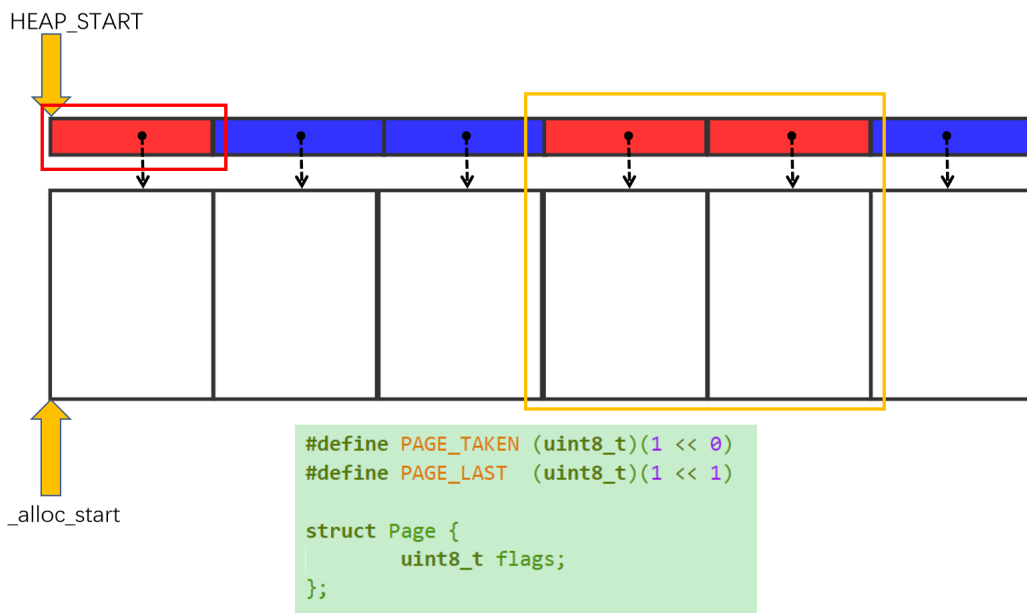 HEAP_START
_alloc_start
#define PAGE_TAKEN (uint8_t)(1 << 0)
#define PAGE_LAST  (uint8_t)(1 << 1)
struct Page {
        uint8_t flags;
};